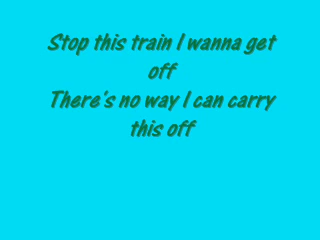 Stop this train I wanna get
off
There's no way I can carry
this off